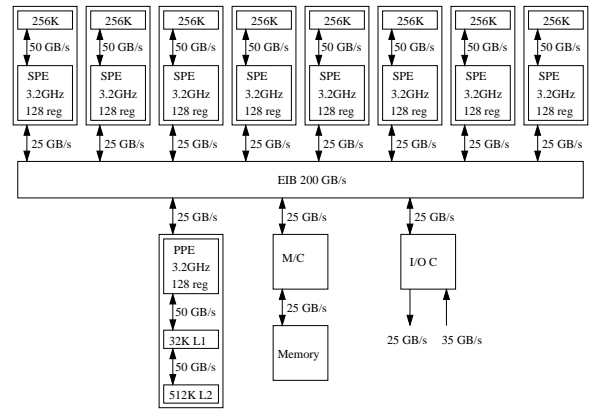 256K 256K 256K 256K 256K 256K 256K 256K
50 GB/s 50 GB/s 50 GB/s 50 GB/s 50 GB/s 50 GB/s 50 GB/s 50 GB/s
SPE SPE SPE SPE SPE SPE SPE SPE
3.2GHz 3.2GHz 3.2GHz 3.2GHz 3.2GHz 3.2GHz 3.2GHz 3.2GHz
128 reg 128 reg 128 reg 128 reg 128 reg 128 reg 128 reg 128 reg
25 GB/s 25 GB/s 25 GB/s 25 GB/s 25 GB/s 25 GB/s 25 GB/s 25 GB/s
EIB 200 GB/s
25 GB/s 25 GB/s 25 GB/s
PPE
3.2GHz
128 reg
50 GB/s
32K L1
50 GB/s
512K L2
M/C
25 GB/s
Memory
I/O C
25 GB/s 35 GB/s